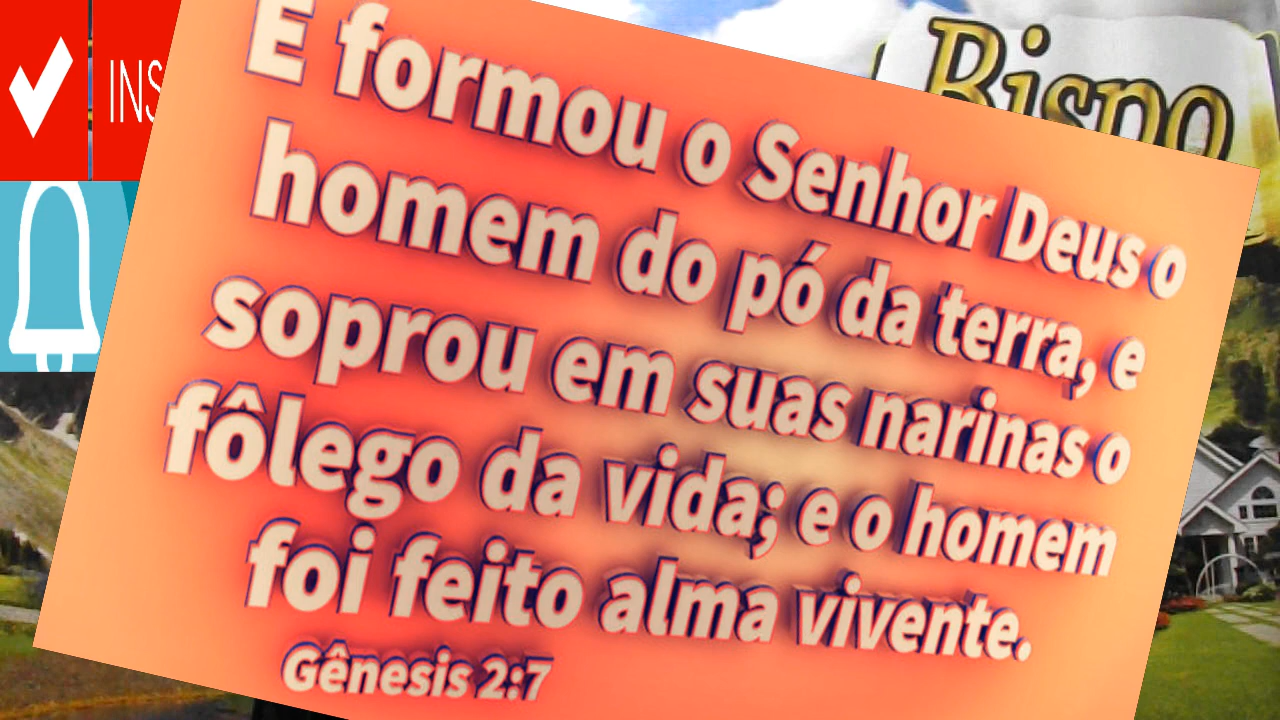 INS
Bispo
E formou o Senhor Deus o
homem do pó da terra, e
soprou em suas narinas o
fôlego da vida; e o homem
foi feito alma vivente.
Gênesis 2:7